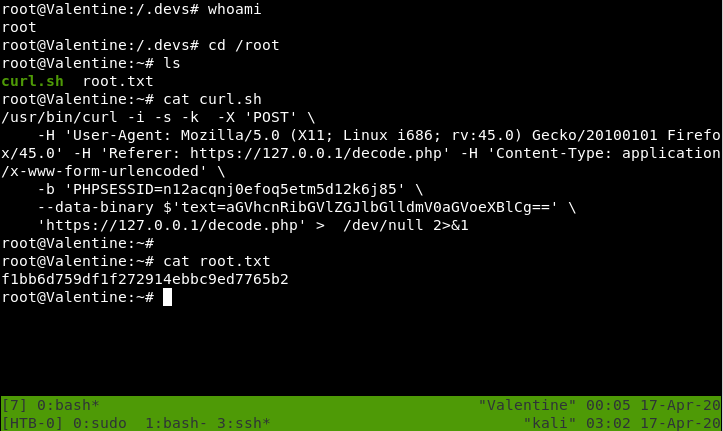 root@Valentine:/.devs# whoami
root
root@Valentine:/.devs# cd /root
root@Valentine:~# ls
curl.sh  root.txt
root@Valentine:~# cat curl.sh
/usr/bin/curl -i -s -k  -X 'POST' \
    -H 'User-Agent: Mozilla/5.0 (X11; Linux i686; rv:45.0) Gecko/20100101 Firefo
x/45.0' -H 'Referer: https://127.0.0.1/decode.php' -H 'Content-Type: application
/x-www-form-urlencoded' \
    -b 'PHPSESSID=n12acqnj0efoq5etm5d12k6j85' \
    --data-binary $'text=aGVhcnRibGVlZGJlbGlldmV0aGVoeXBlCg==' \
    'https://127.0.0.1/decode.php' >  /dev/null 2>&1
root@Valentine:~#
root@Valentine:~# cat root.txt
f1bb6d759df1f272914ebbc9ed7765b2
root@Valentine:~#
[7] 0:bash*    "Valentine" 00:05 17-Apr-20
[HTB-0] 0:sudo  1:bash- 3:ssh*    "kali" 03:02 17-Apr-20